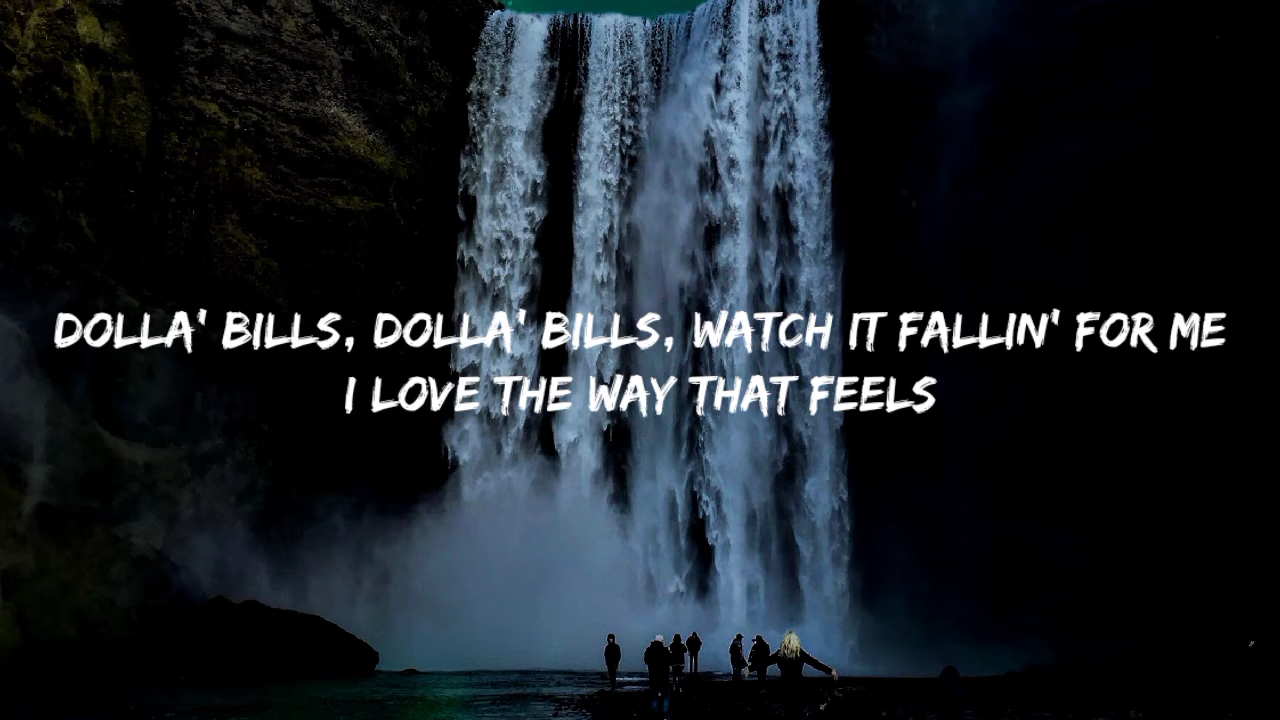 DOLLA' BILLS, DOLLA' BILLS, WATCH IT FALLIN' FOR ME
I LOVE THE WAY THAT FEELS